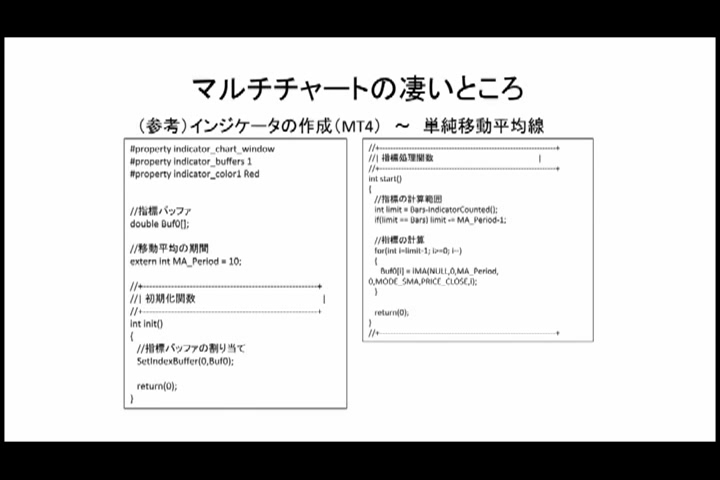 マルチチャートの凄いところ
（参考）インジケータの作成（MT4） ～ 単純移動平均線
#property indicator_chart_window
#property indicator_buffers 1
#property indicator_color1 Red
//指標バッファ
double Buf0[];
//移動平均の期間
extern int MA_Period = 10;
//+------------------------------------------------------------------+
//| 初期化関数 |
//+------------------------------------------------------------------+
int init()
{
//指標バッファの割り当て
SetIndexBuffer(0,Buf0);
return(0);
}
//+------------------------------------------------------------------+
//| 指標処理関数 |
//+------------------------------------------------------------------+
int start()
{
//指標の計算範囲
int limit = Bars-IndicatorCounted();
if(limit == Bars) limit -= MA_Period-1;
//指標の計算
for(int i=limit-1; i>=0; i--)
{
Buf0[i] = iMA(NULL,0,MA_Period,
0,MODE_SMA,PRICE_CLOSE,i);
}
return(0);
}
//+------------------------------------------------------------------+